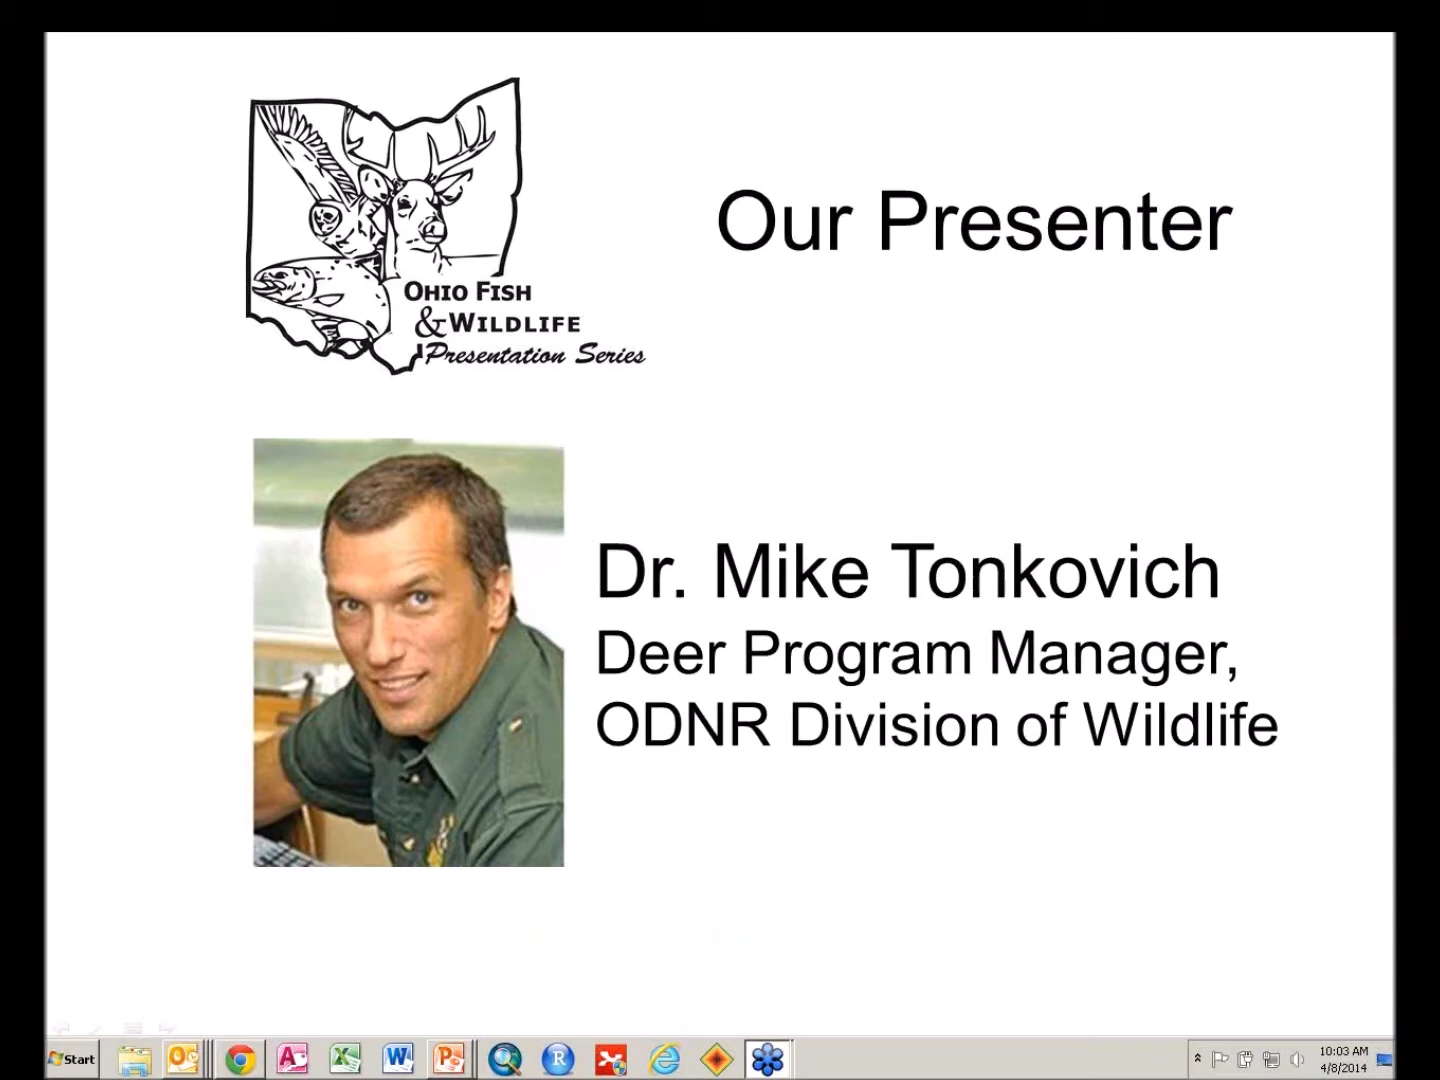 Our Presenter
OHIO FISH
& WILDLIFE
Presentation Series
Dr. Mike Tonkovich
Deer Program Manager,
ODNR Division of Wildlife
Start
10:03 AM
4/8/2014